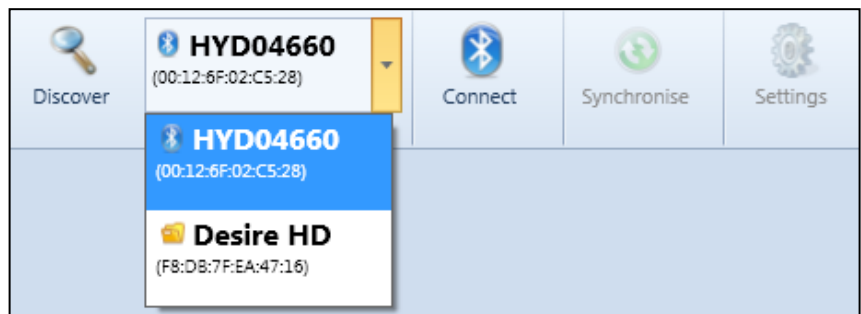 HYD04660
(00:12:6F:02:C5:28)
Discover
Connect
Synchronise
Settings
HYD04660
(00:12:6F:02:C5:28)
Desire HD
(F8:DB:7F:EA:47:16)